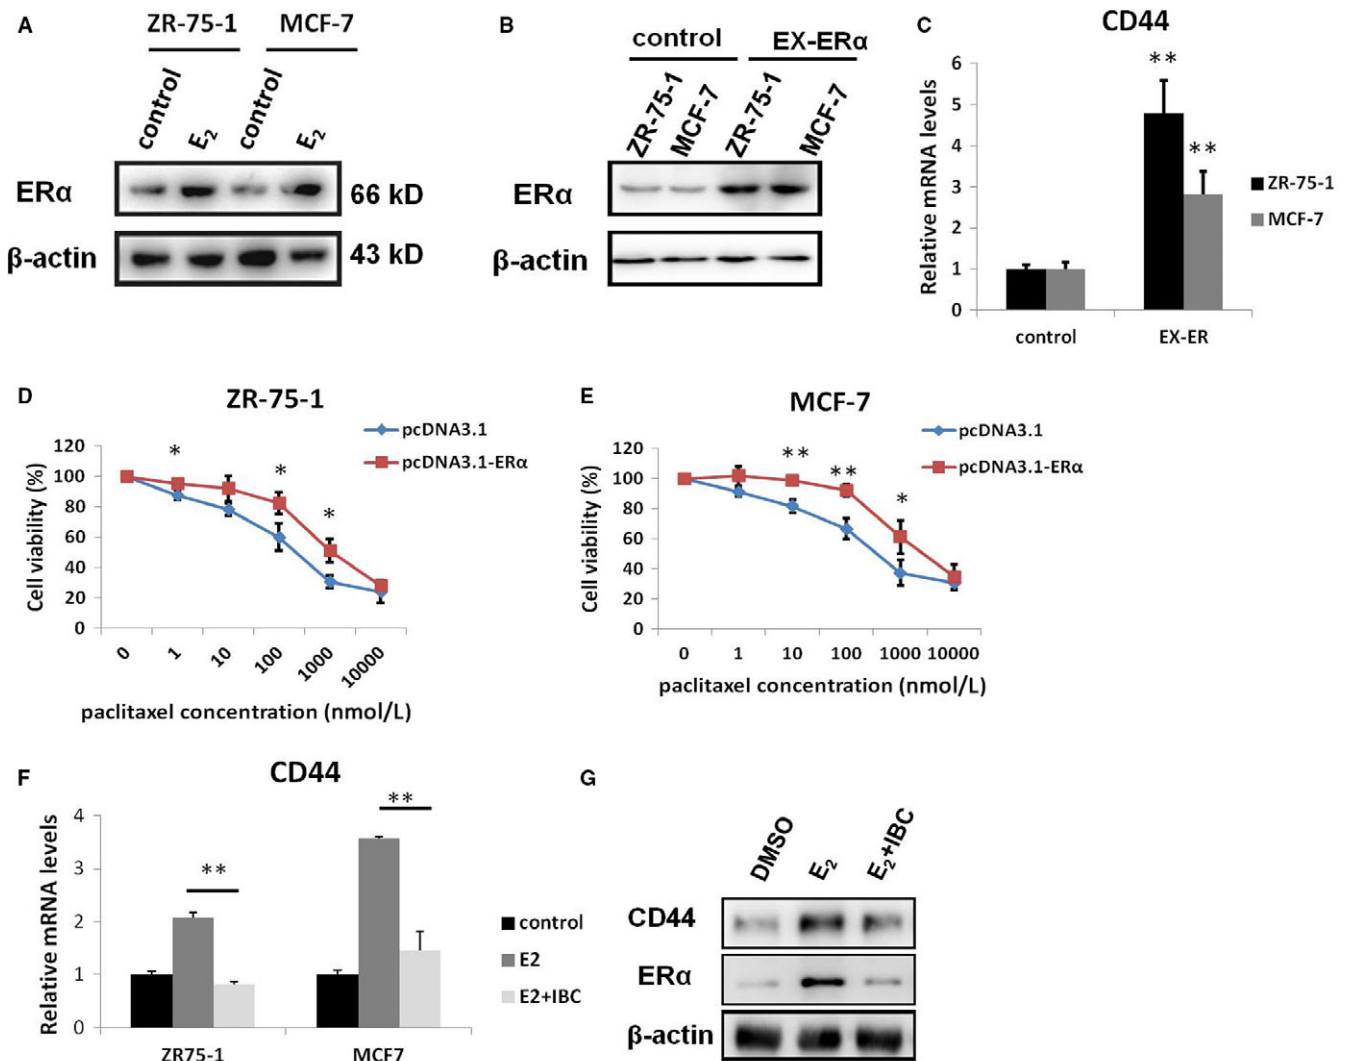 A
ZR-75-1
MCF-7
control
E2
control
E2
ERα
66 kD
β-actin
43 kD
B
control
EX-ERα
ZR-75-1
MCF-7
ZR-75-1
MCF-7
ERα
β-actin
C
CD44
Relative mRNA levels
6
5
4
3
2
1
0
**
**
control
EX-ER
ZR-75-1
MCF-7
D
ZR-75-1
pcDNA3.1
pcDNA3.1-ERα
Cell viability (%)
120
100
80
60
40
20
0
*
*
*
0
1
10
100
1000
10000
paclitaxel concentration (nmol/L)
E
MCF-7
pcDNA3.1
pcDNA3.1-ERα
Cell viability (%)
120
100
80
60
40
20
0
**
**
*
0 1 10 100 1000 10000
paclitaxel concentration (nmol/L)
F
CD44
Relative mRNA levels
4
3
2
1
0
**
**
ZR75-1
MCF7
control
E2
E2+IBC
G
DMSO
E2
E2+IBC
CD44
ERα
β-actin